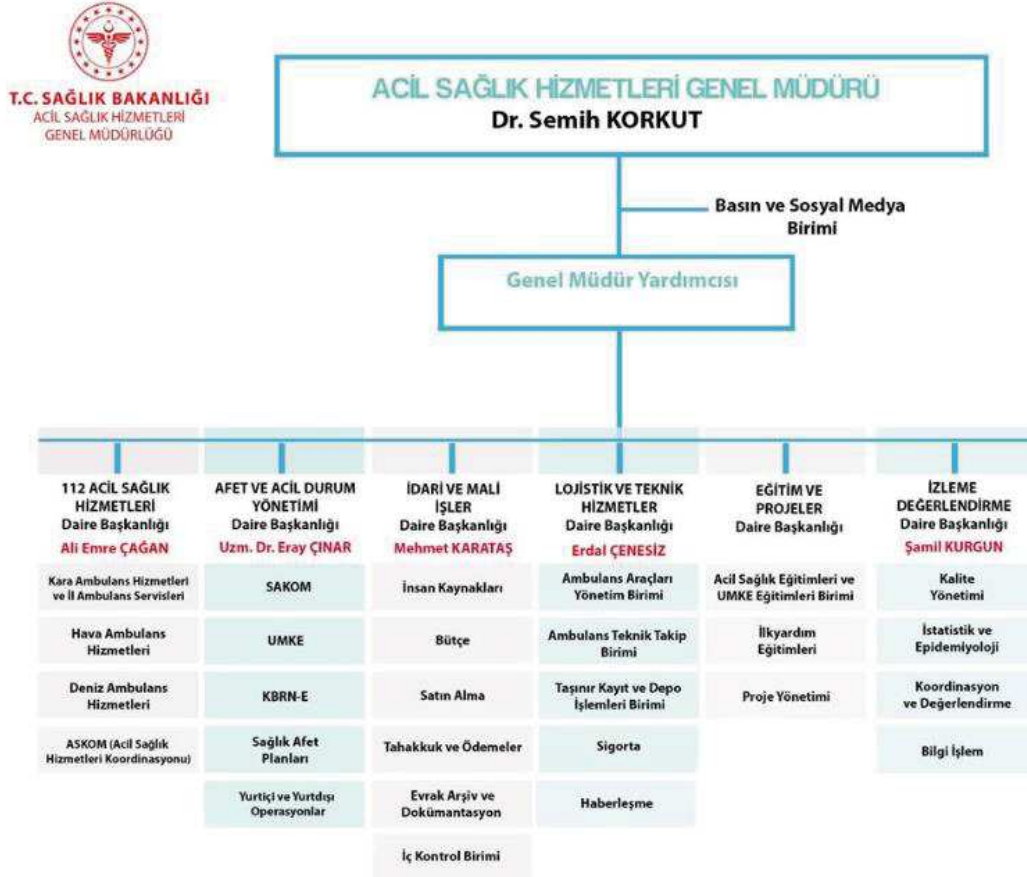 T.C. SAĞLIK BAKANLIĞI
ACİL SAĞLIK HİZMETLERİ
GENEL MÜDÜRLÜĞÜ
ACİL SAĞLIK HİZMETLERİ GENEL MÜDÜRÜ
Dr. Semih KORKUT
Basın ve Sosyal Medya
Birimi
Genel Müdür Yardımcısı
112 ACİL SAĞLIK
HİZMETLERİ
Daire Başkanlığı
Ali Emre ÇAĞAN
Kara Ambulans Hizmetleri
ve İl Ambulans Servisleri
Hava Ambulans
Hizmetleri
Deniz Ambulans
Hizmetleri
ASKOM (Acil Sağlık
Hizmetleri Koordinasyonu)
AFET VE ACİL DURUM
YÖNETİMİ
Daire Başkanlığı
Uzm. Dr. Eray ÇINAR
SAKOM
UMKE
KBRN-E
Sağlık Afet
Planları
Yurtiçi ve Yurtdışı
Operasyonlar
İDARİ VE MALİ
İŞLER
Daire Başkanlığı
Mehmet KARATAŞ
İnsan Kaynakları
Bütçe
Satın Alma
Tahakkuk ve Ödemeler
Evrak Arşiv ve
Dokümantasyon
İç Kontrol Birimi
LOJİSTİK VE TEKNİK
HİZMETLER
Daire Başkanlığı
Erdal ÇENESİZ
Ambulans Araçları
Yönetim Birimi
Ambulans Teknik Takip
Birimi
Taşınır Kayıt ve Depo
İşlemleri Birimi
Sigorta
Haberleşme
EĞİTİM VE
PROJELER
Daire Başkanlığı
Acil Sağlık Eğitimleri ve
UMKE Eğitimleri Birimi
İlkyardım
Eğitimleri
Proje Yönetimi
İZLEME
DEĞERLENDİRME
Daire Başkanlığı
Şamil KURGUN
Kalite
Yönetimi
İstatistik ve
Epidemiyoloji
Koordinasyon
ve Değerlendirme
Bilgi İşlem